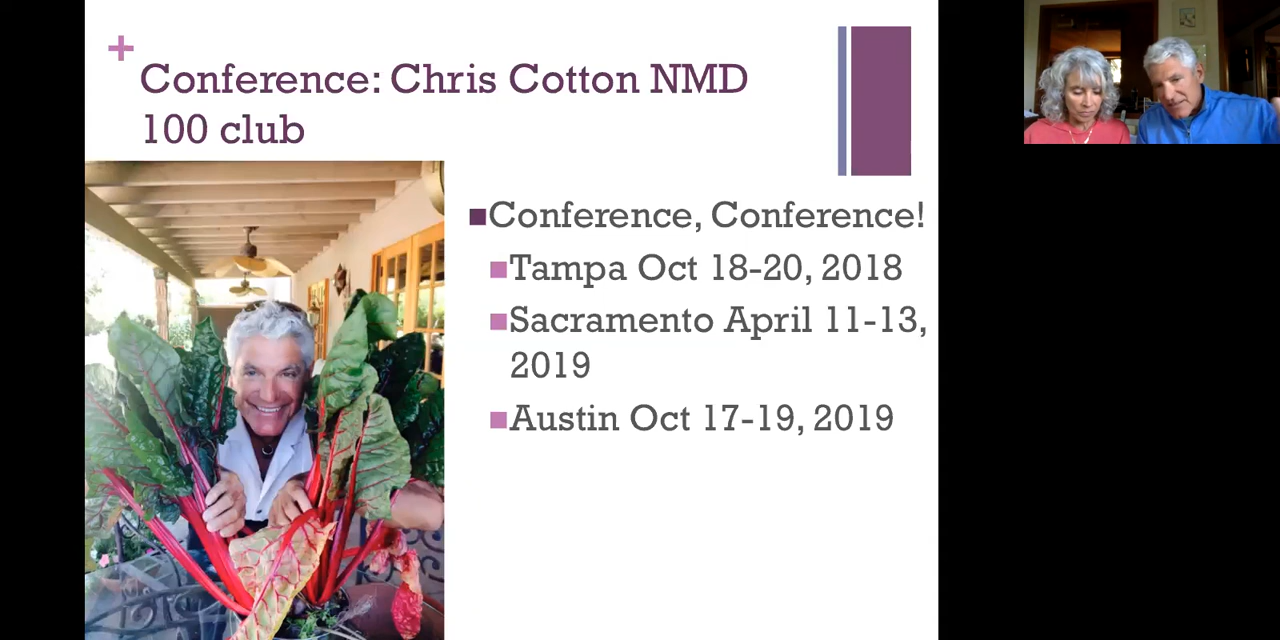 Conference: Chris Cotton NMD
100 club
Conference, Conference!
Tampa Oct 18-20, 2018
Sacramento April 11-13,
2019
Austin Oct 17-19, 2019